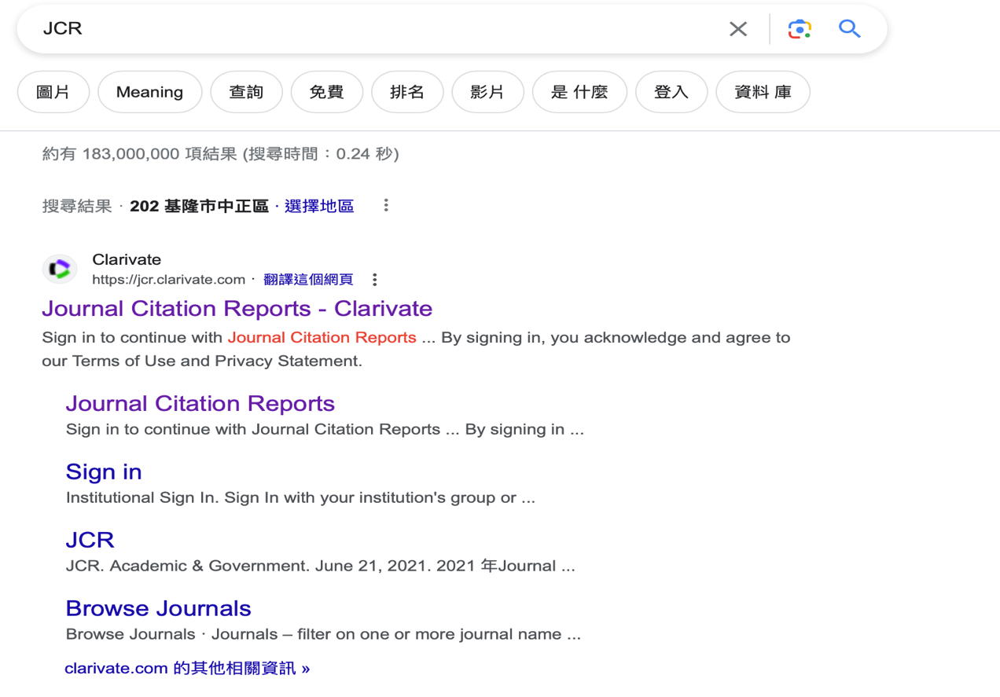 JCR
圖片 Meaning 查詢 免費 排名 影片 是 什麼 登入 資料 庫
約有 183,000,000 項結果 (搜尋時間：0.24 秒)
搜尋結果 · 202 基隆市中正區 · 選擇地區
Clarivate
https://jcr.clarivate.com · 翻譯這個網頁
Journal Citation Reports - Clarivate
Sign in to continue with Journal Citation Reports ... By signing in, you acknowledge and agree to
our Terms of Use and Privacy Statement.
Journal Citation Reports
Sign in to continue with Journal Citation Reports ... By signing in ...
Sign in
Institutional Sign In. Sign In with your institution's group or ...
JCR
JCR. Academic & Government. June 21, 2021. 2021 年Journal ...
Browse Journals
Browse Journals · Journals – filter on one or more journal name ...
clarivate.com 的其他相關資訊 »